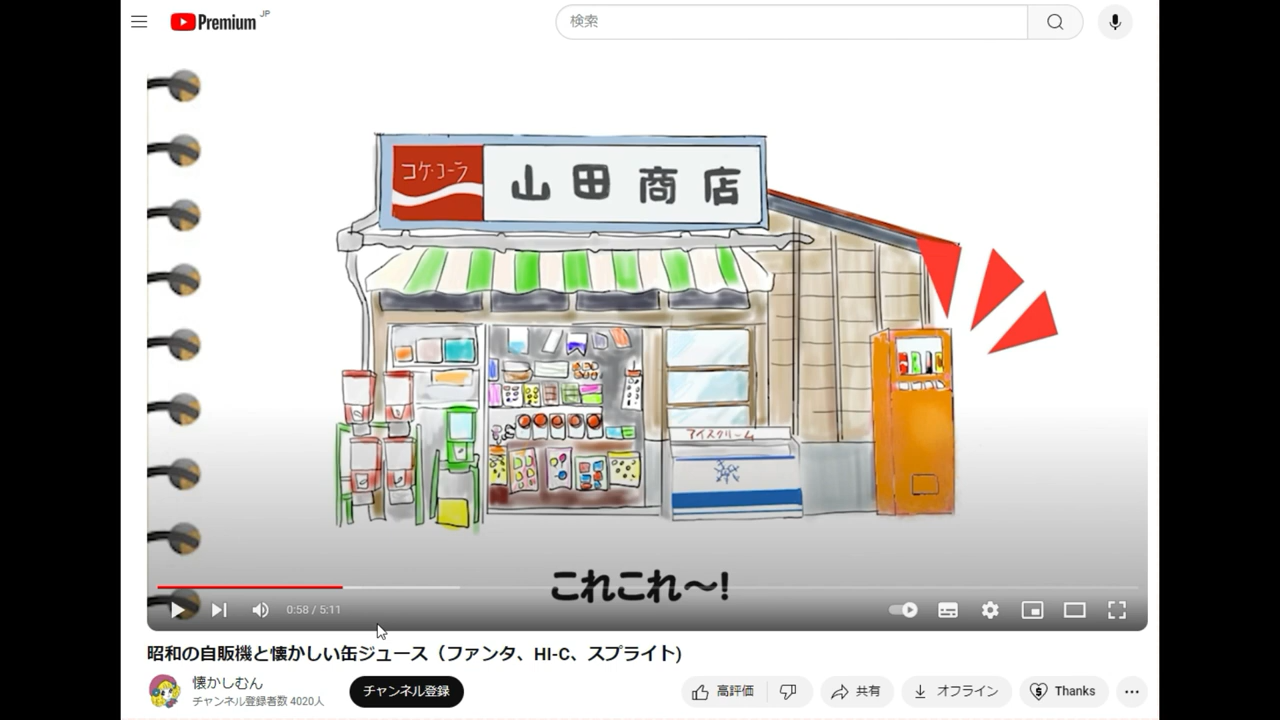 Premium JP
検索
コケ・コーラ
山田商店
アイスクリーム
これこれ〜!
0:58 / 5:11
昭和の自販機と懐かしい缶ジュース（ファンタ、HI-C、スプライト）
懐かしむん
チャンネル登録者数 4020人
チャンネル登録
高評価
共有
オフライン
Thanks